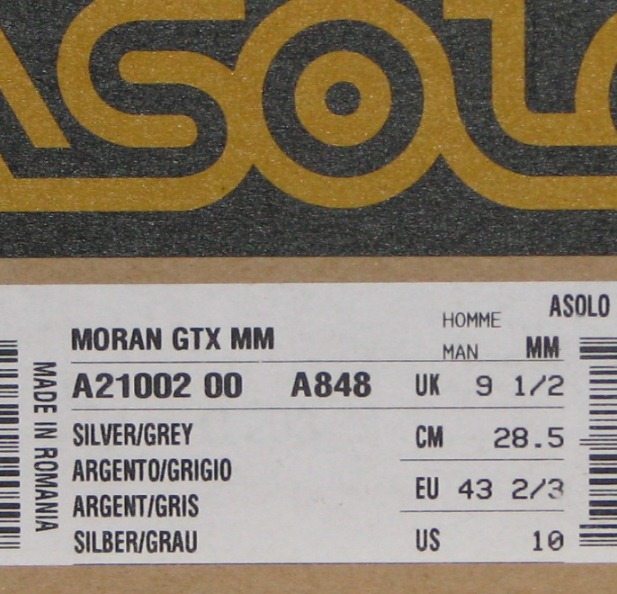 ASOLO
ASOLO
HOMME
MORAN GTX MM
MAN MM
A21002 00 A848 UK 9 1/2
SILVER/GREY CM 28.5
ARGENTO/GRIGIO
ARGENT/GRIS EU 43 2/3
SILBER/GRAU US 10
MADE IN ROMANIA